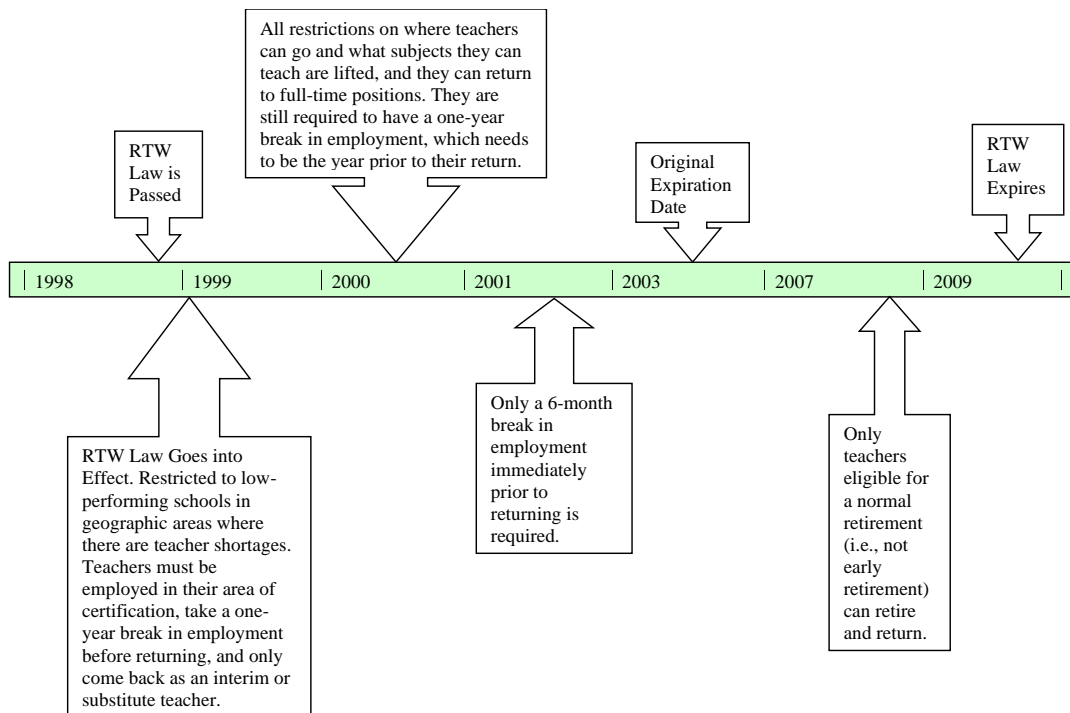 All restrictions on where teachers
can go and what subjects they can
teach are lifted, and they can return
to full-time positions. They are
still required to have a one-year
break in employment, which needs
to be the year prior to their return.
RTW
Law is
Passed
Original
Expiration
Date
RTW
Law
Expires
1998 1999 2000 2001 2003 2007 2009
RTW Law Goes into
Effect. Restricted to low-
performing schools in
geographic areas where
there are teacher shortages.
Teachers must be
employed in their area of
certification, take a one-
year break in employment
before returning, and only
come back as an interim or
substitute teacher.
Only a 6-month
break in
employment
immediately
prior to
returning is
required.
Only
teachers
eligible for
a normal
retirement
(i.e., not
early
retirement)
can retire
and return.